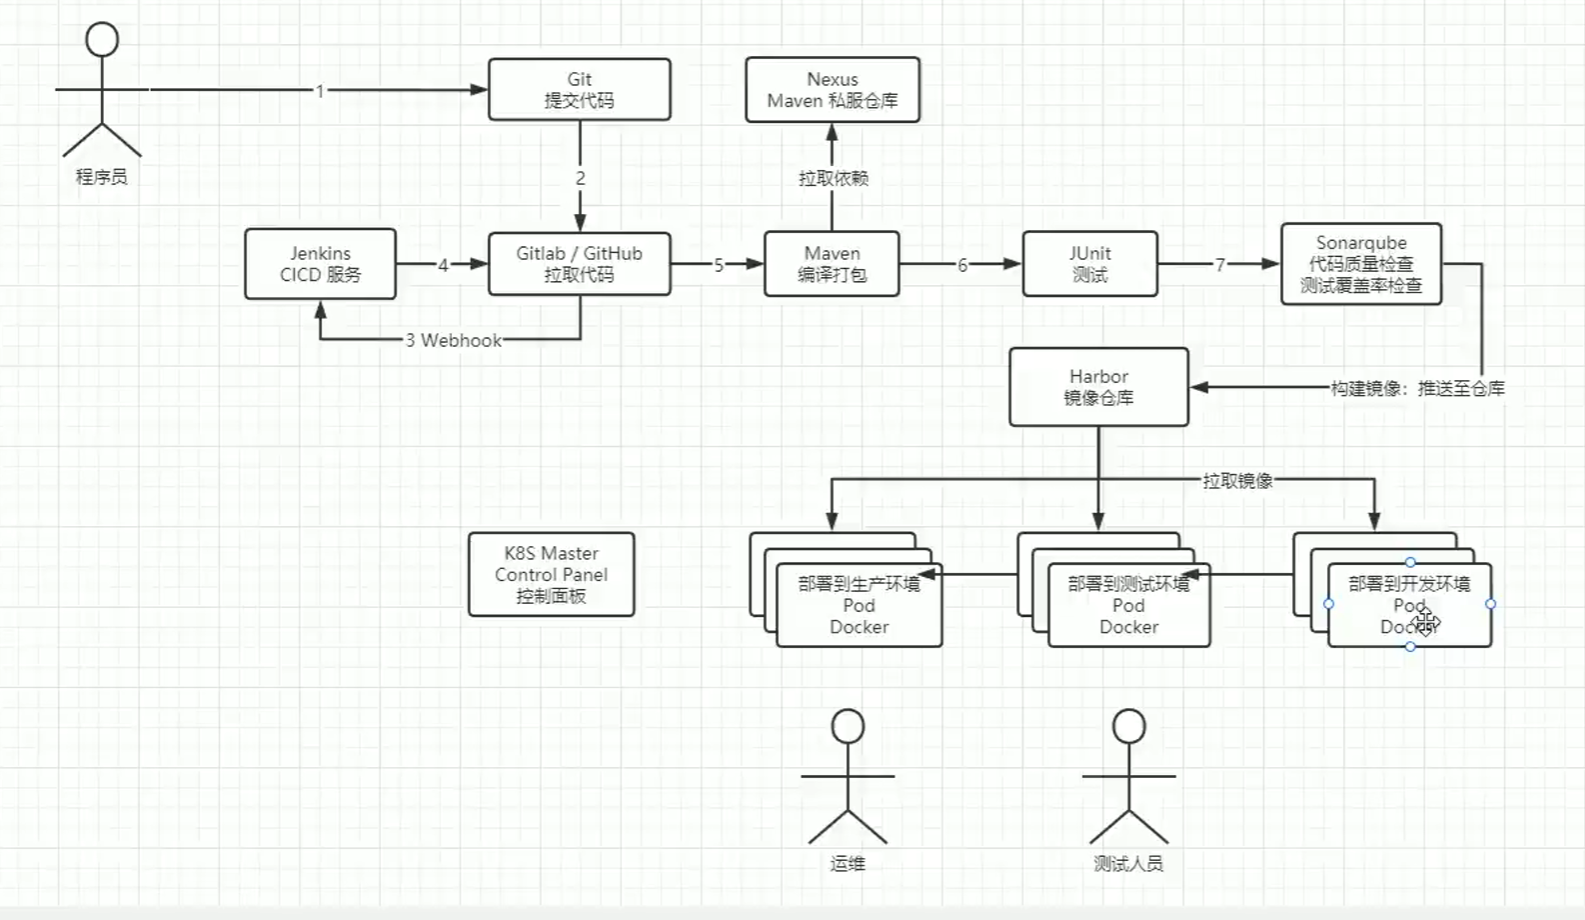 1
Git
提交代码
Nexus
Maven 私服仓库
程序员
2
拉取依赖
Jenkins
CICD 服务
4
Gitlab / GitHub
拉取代码
5
Maven
编译打包
6
JUnit
测试
7
Sonarqube
代码质量检查
测试覆盖率检查
3 Webhook
Harbor
镜像仓库
构建镜像：推送至仓库
拉取镜像
K8S Master
Control Panel
控制面板
部署到生产环境
Pod
Docker
部署到测试环境
Pod
Docker
部署到开发环境
Pod
Docker
运维
测试人员